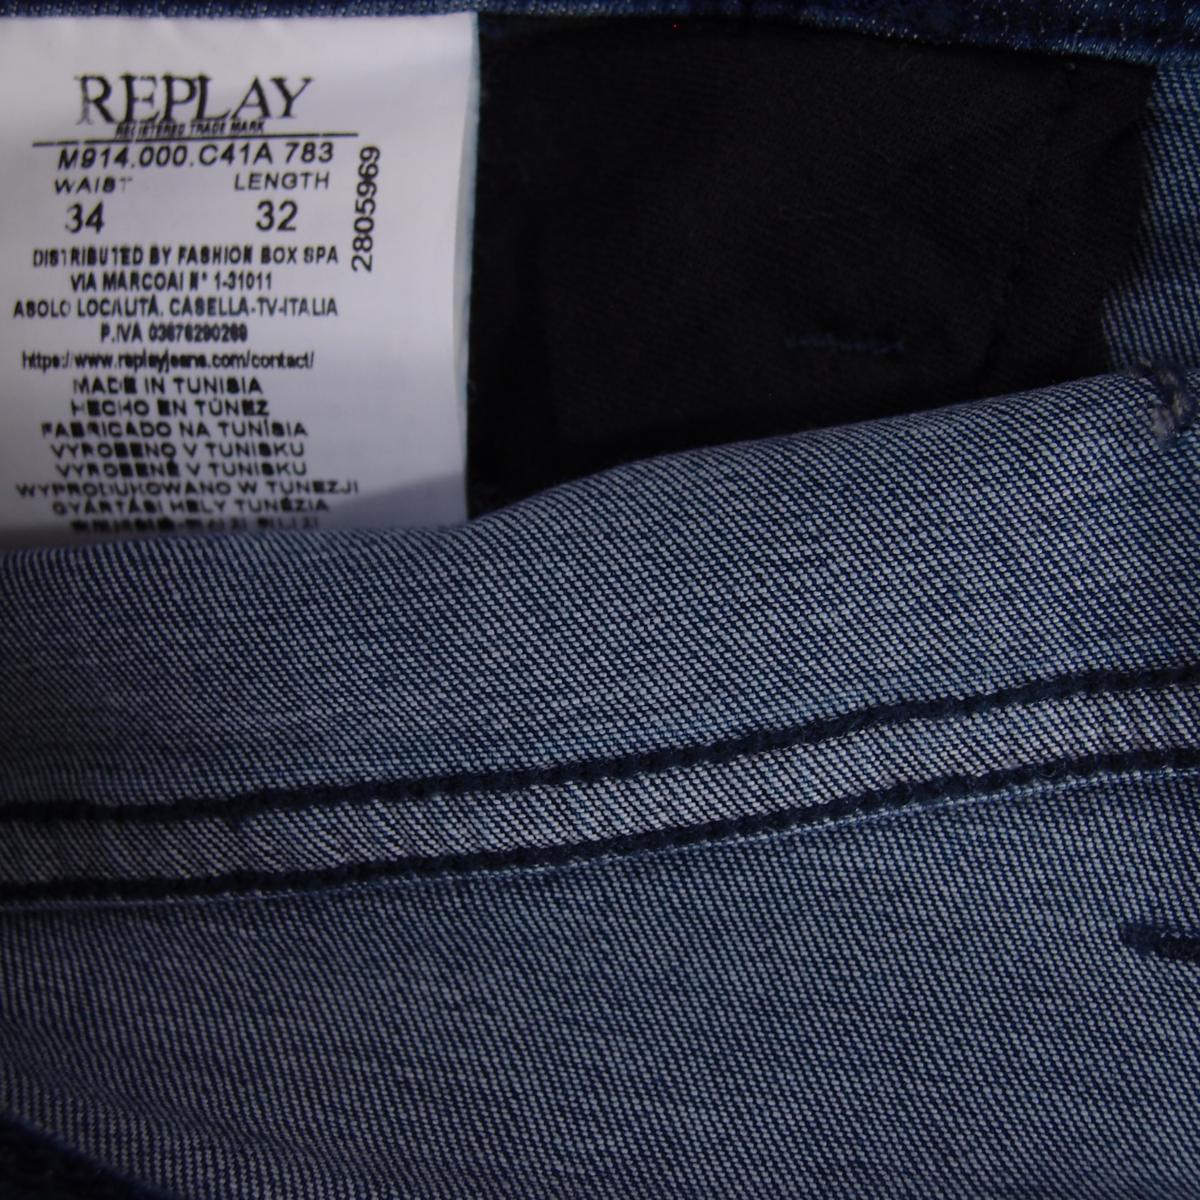 REPLAY
REGISTERED TRADE MARK
M914.000.C41A 783
WAIST LENGTH
34 32
2805969
DISTRIBUTED BY FASHION BOX SPA
VIA MARCOAI N° 1-31011
ASOLO LOCALITÀ. CASELLA-TV-ITALIA
P.IVA 03676290269
https://www.replayjeans.com/contact/
MADE IN TUNISIA
HECHO EN TÚNEZ
FABRICADO NA TUNÍSIA
VYROBENO V TUNISKU
VYROBENÉ V TUNISKU
WYPRODUKOWANO W TUNEZJI
GYÁRTÁSI HELY TUNÉZIA